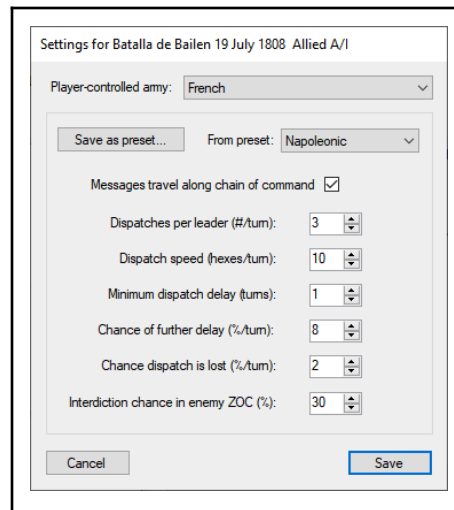 Settings for Batalla de Bailen 19 July 1808  Allied A/I
Player-controlled army: French
Save as preset... From preset: Napoleonic
Messages travel along chain of command
Dispatches per leader (#/turn): 3
Dispatch speed (hexes/turn): 10
Minimum dispatch delay (turns): 1
Chance of further delay (%/turn): 8
Chance dispatch is lost (%/turn): 2
Interdiction chance in enemy ZOC (%): 30
Cancel Save